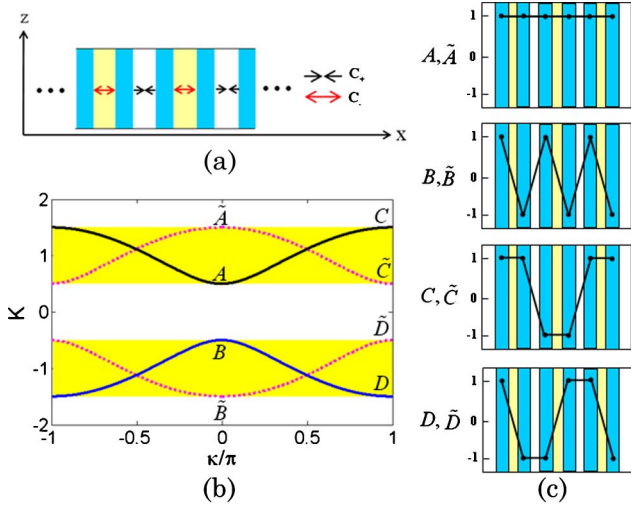 z
C₊
C₋
x
(a)
2
1
0
-1
-2
K
Ã
C
A
C̃
D̃
B
D
B̃
-1
-0.5
0
0.5
1
κ/π
(b)
1
0
-1
A,Ã
1
0
-1
B,B̃
1
0
-1
C,C̃
1
0
-1
D,D̃
(c)